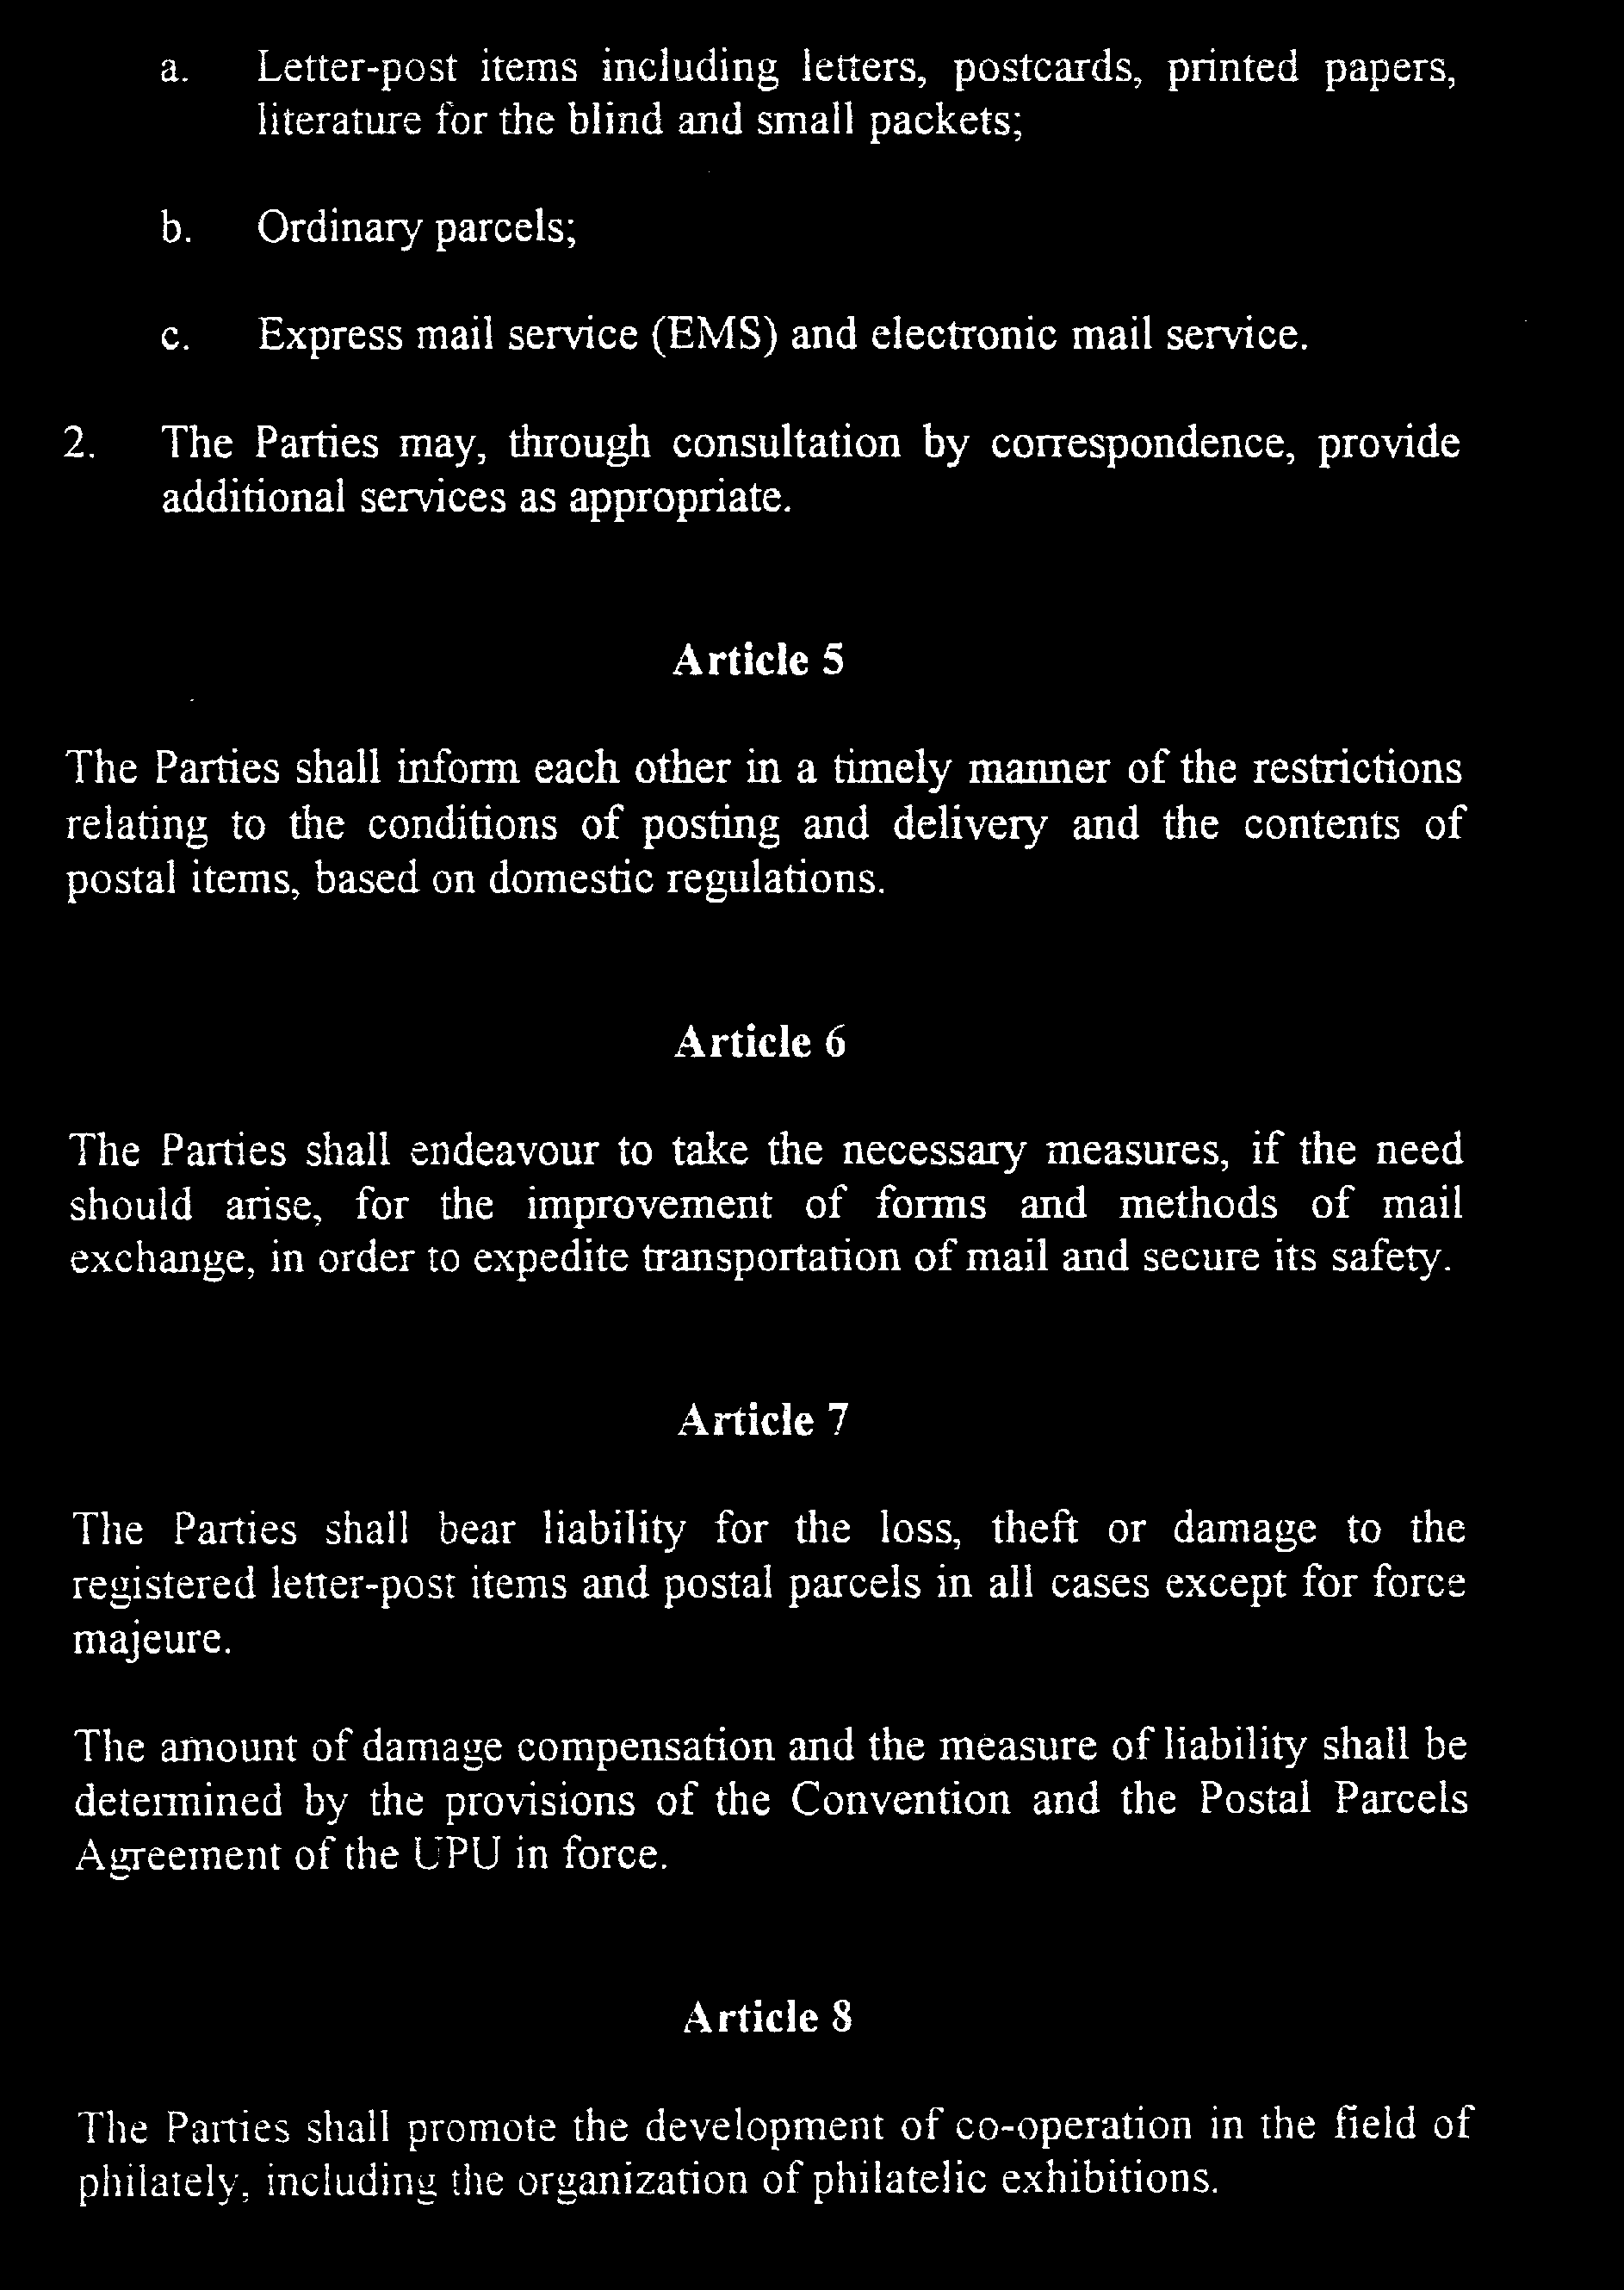 a. Letter-post items including letters, postcards, printed papers,
literature for the blind and small packets;
b. Ordinary parcels;
c. Express mail service (EMS) and electronic mail service.
2. The Parties may, through consultation by correspondence, provide
additional services as appropriate.
Article 5
The Parties shall inform each other in a timely manner of the restrictions
relating to the conditions of posting and delivery and the contents of
postal items, based on domestic regulations.
Article 6
The Parties shall endeavour to take the necessary measures, if the need
should arise, for the improvement of forms and methods of mail
exchange, in order to expedite transportation of mail and secure its safety.
Article 7
The Parties shall bear liability for the loss, theft or damage to the
registered letter-post items and postal parcels in all cases except for force
majeure.
The amount of damage compensation and the measure of liability shall be
determined by the provisions of the Convention and the Postal Parcels
Agreement of the UPU in force.
Article 8
The Parties shall promote the development of co-operation in the field of
philately, including the organization of philatelic exhibitions.